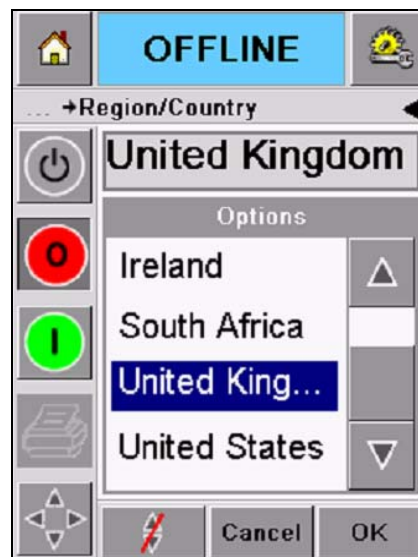 OFFLINE
... →Region/Country
United Kingdom
Options
Ireland
South Africa
United King...
United States
Cancel OK